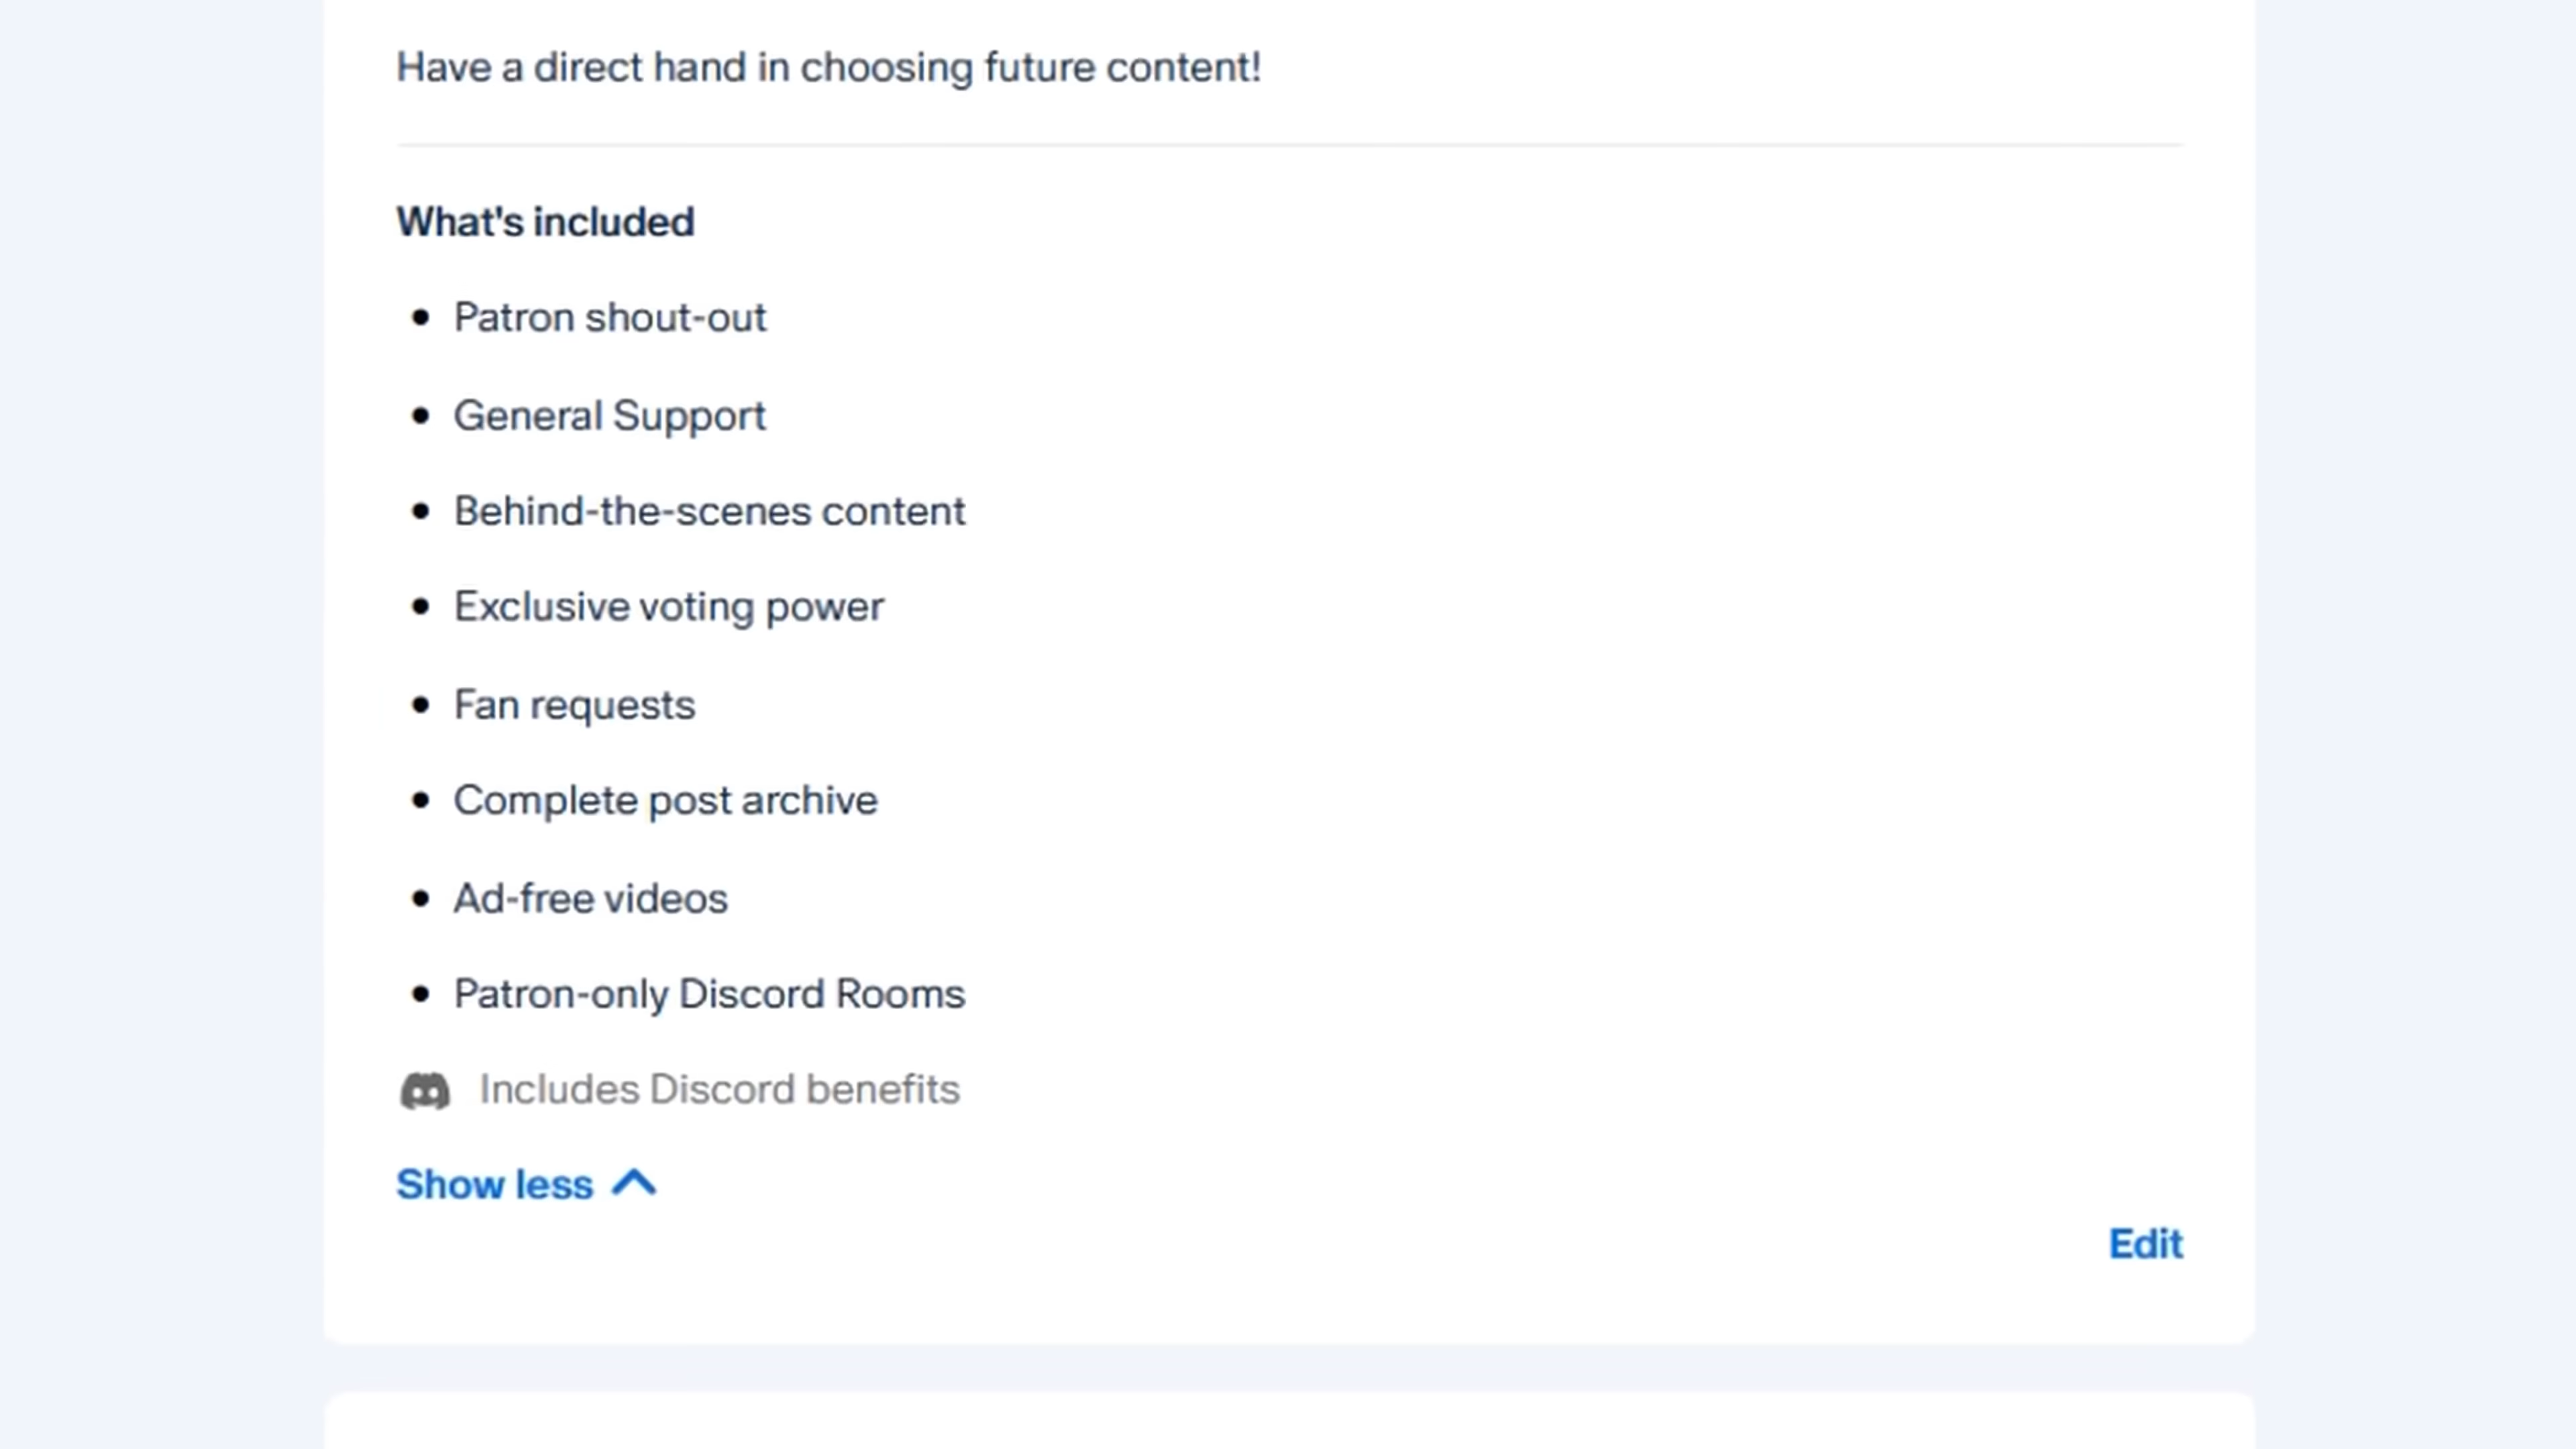 Have a direct hand in choosing future content!
What's included
Patron shout-out
General Support
Behind-the-scenes content
Exclusive voting power
Fan requests
Complete post archive
Ad-free videos
Patron-only Discord Rooms
Includes Discord benefits
Show less
Edit